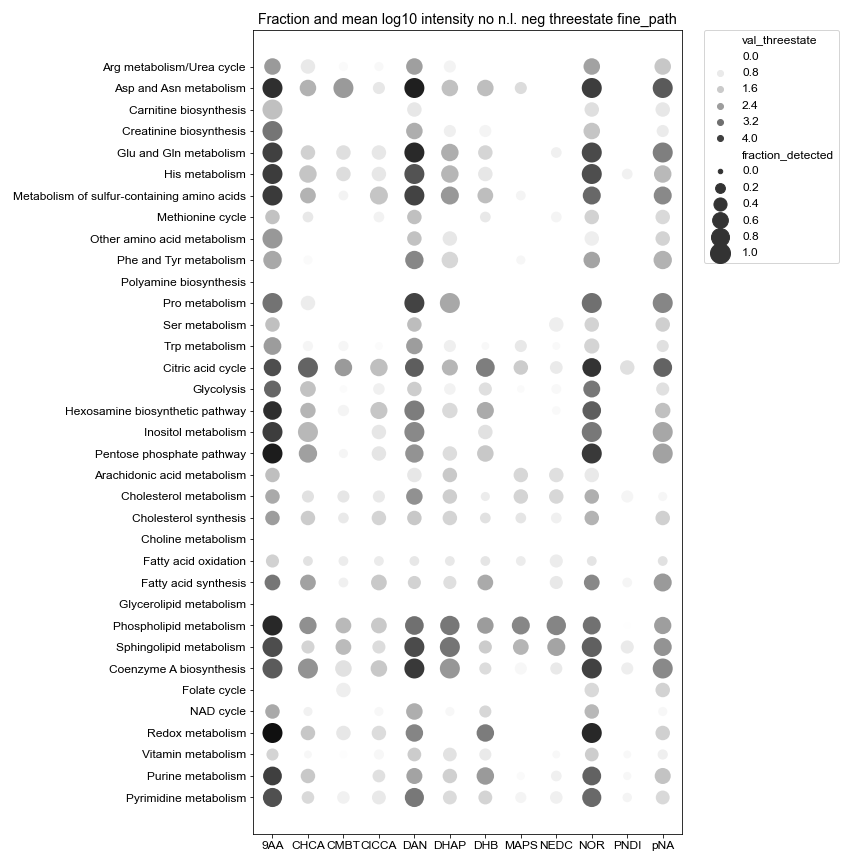 Fraction and mean log10 intensity no n.l. neg threestate fine_path
Arg metabolism/Urea cycle
Asp and Asn metabolism
Carnitine biosynthesis
Creatinine biosynthesis
Glu and Gln metabolism
His metabolism
Metabolism of sulfur-containing amino acids
Methionine cycle
Other amino acid metabolism
Phe and Tyr metabolism
Polyamine biosynthesis
Pro metabolism
Ser metabolism
Trp metabolism
Citric acid cycle
Glycolysis
Hexosamine biosynthetic pathway
Inositol metabolism
Pentose phosphate pathway
Arachidonic acid metabolism
Cholesterol metabolism
Cholesterol synthesis
Choline metabolism
Fatty acid oxidation
Fatty acid synthesis
Glycerolipid metabolism
Phospholipid metabolism
Sphingolipid metabolism
Coenzyme A biosynthesis
Folate cycle
NAD cycle
Redox metabolism
Vitamin metabolism
Purine metabolism
Pyrimidine metabolism
9AA CHCA CMBT CICCA DAN DHAP DHB MAPS NEDC NOR PNDI pNA
val_threestate
0.0
0.8
1.6
2.4
3.2
4.0
fraction_detected
0.0
0.2
0.4
0.6
0.8
1.0